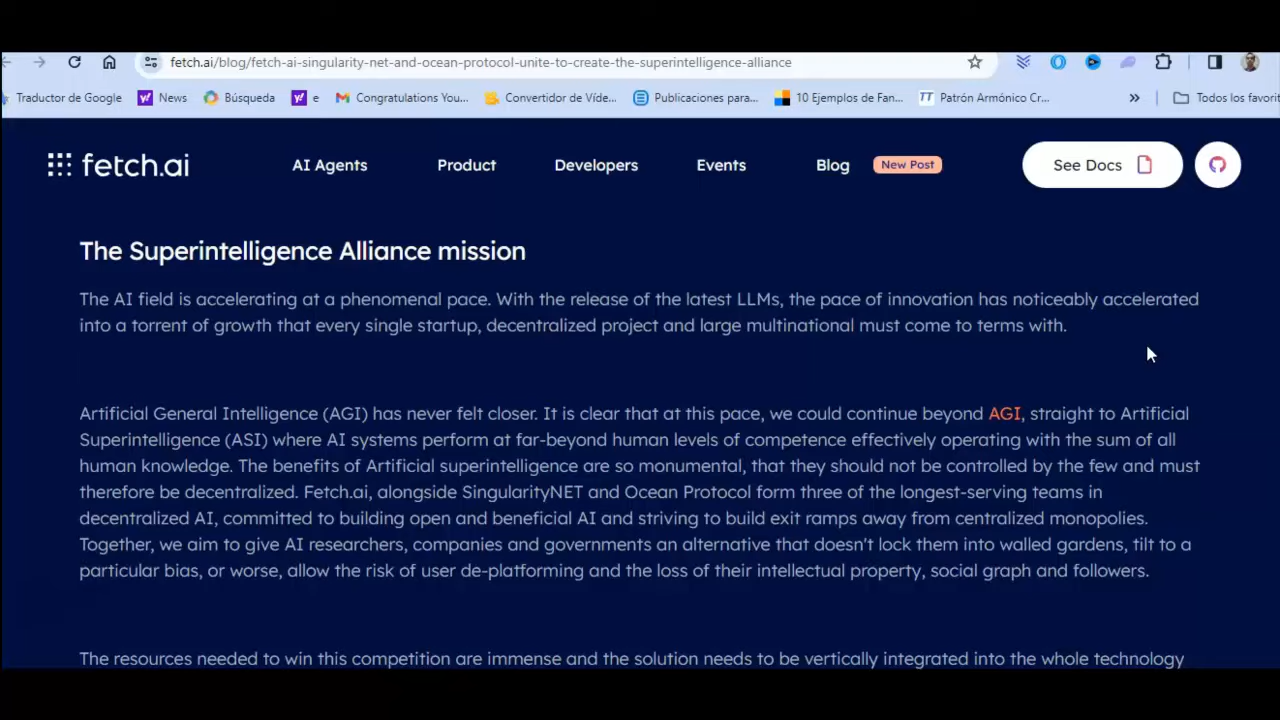 fetch.ai/blog/fetch-ai-singularity-net-and-ocean-protocol-unite-to-create-the-superintelligence-alliance
Traductor de Google News Búsqueda e Congratulations You... Convertidor de Víde... Publicaciones para... 10 Ejemplos de Fan... TT Patrón Armónico Cr... » Todos los favorit
fetch.ai AI Agents Product Developers Events Blog New Post See Docs
The Superintelligence Alliance mission
The AI field is accelerating at a phenomenal pace. With the release of the latest LLMs, the pace of innovation has noticeably accelerated
into a torrent of growth that every single startup, decentralized project and large multinational must come to terms with.
Artificial General Intelligence (AGI) has never felt closer. It is clear that at this pace, we could continue beyond AGI, straight to Artificial
Superintelligence (ASI) where AI systems perform at far-beyond human levels of competence effectively operating with the sum of all
human knowledge. The benefits of Artificial superintelligence are so monumental, that they should not be controlled by the few and must
therefore be decentralized. Fetch.ai, alongside SingularityNET and Ocean Protocol form three of the longest-serving teams in
decentralized AI, committed to building open and beneficial AI and striving to build exit ramps away from centralized monopolies.
Together, we aim to give AI researchers, companies and governments an alternative that doesn't lock them into walled gardens, tilt to a
particular bias, or worse, allow the risk of user de-platforming and the loss of their intellectual property, social graph and followers.
The resources needed to win this competition are immense and the solution needs to be vertically integrated into the whole technology